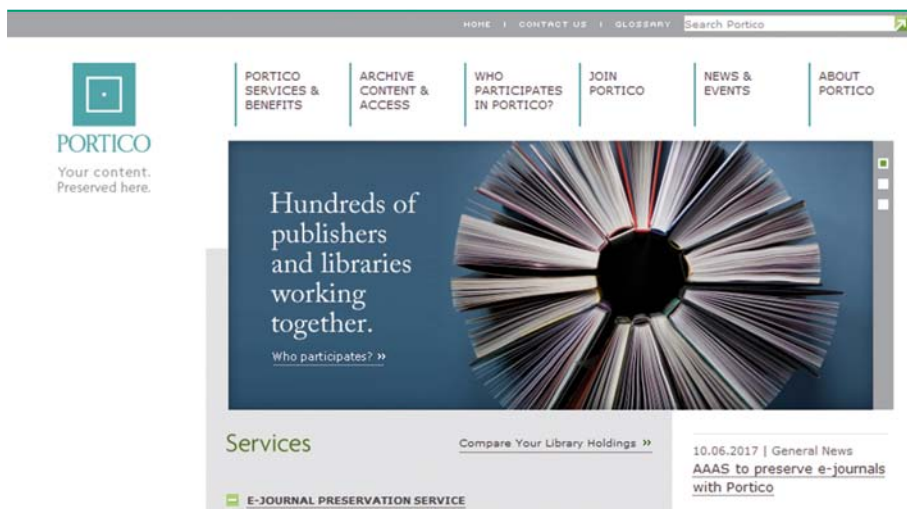 HOME | CONTACT US | GLOSSARY Search Portico
PORTICO
SERVICES &
BENEFITS
ARCHIVE
CONTENT &
ACCESS
WHO
PARTICIPATES
IN PORTICO?
JOIN
PORTICO
NEWS &
EVENTS
ABOUT
PORTICO
PORTICO
Your content.
Preserved here.
Hundreds of
publishers
and libraries
working
together.
Who participates? »
Services
Compare Your Library Holdings »
E-JOURNAL PRESERVATION SERVICE
10.06.2017 | General News
AAAS to preserve e-journals
with Portico